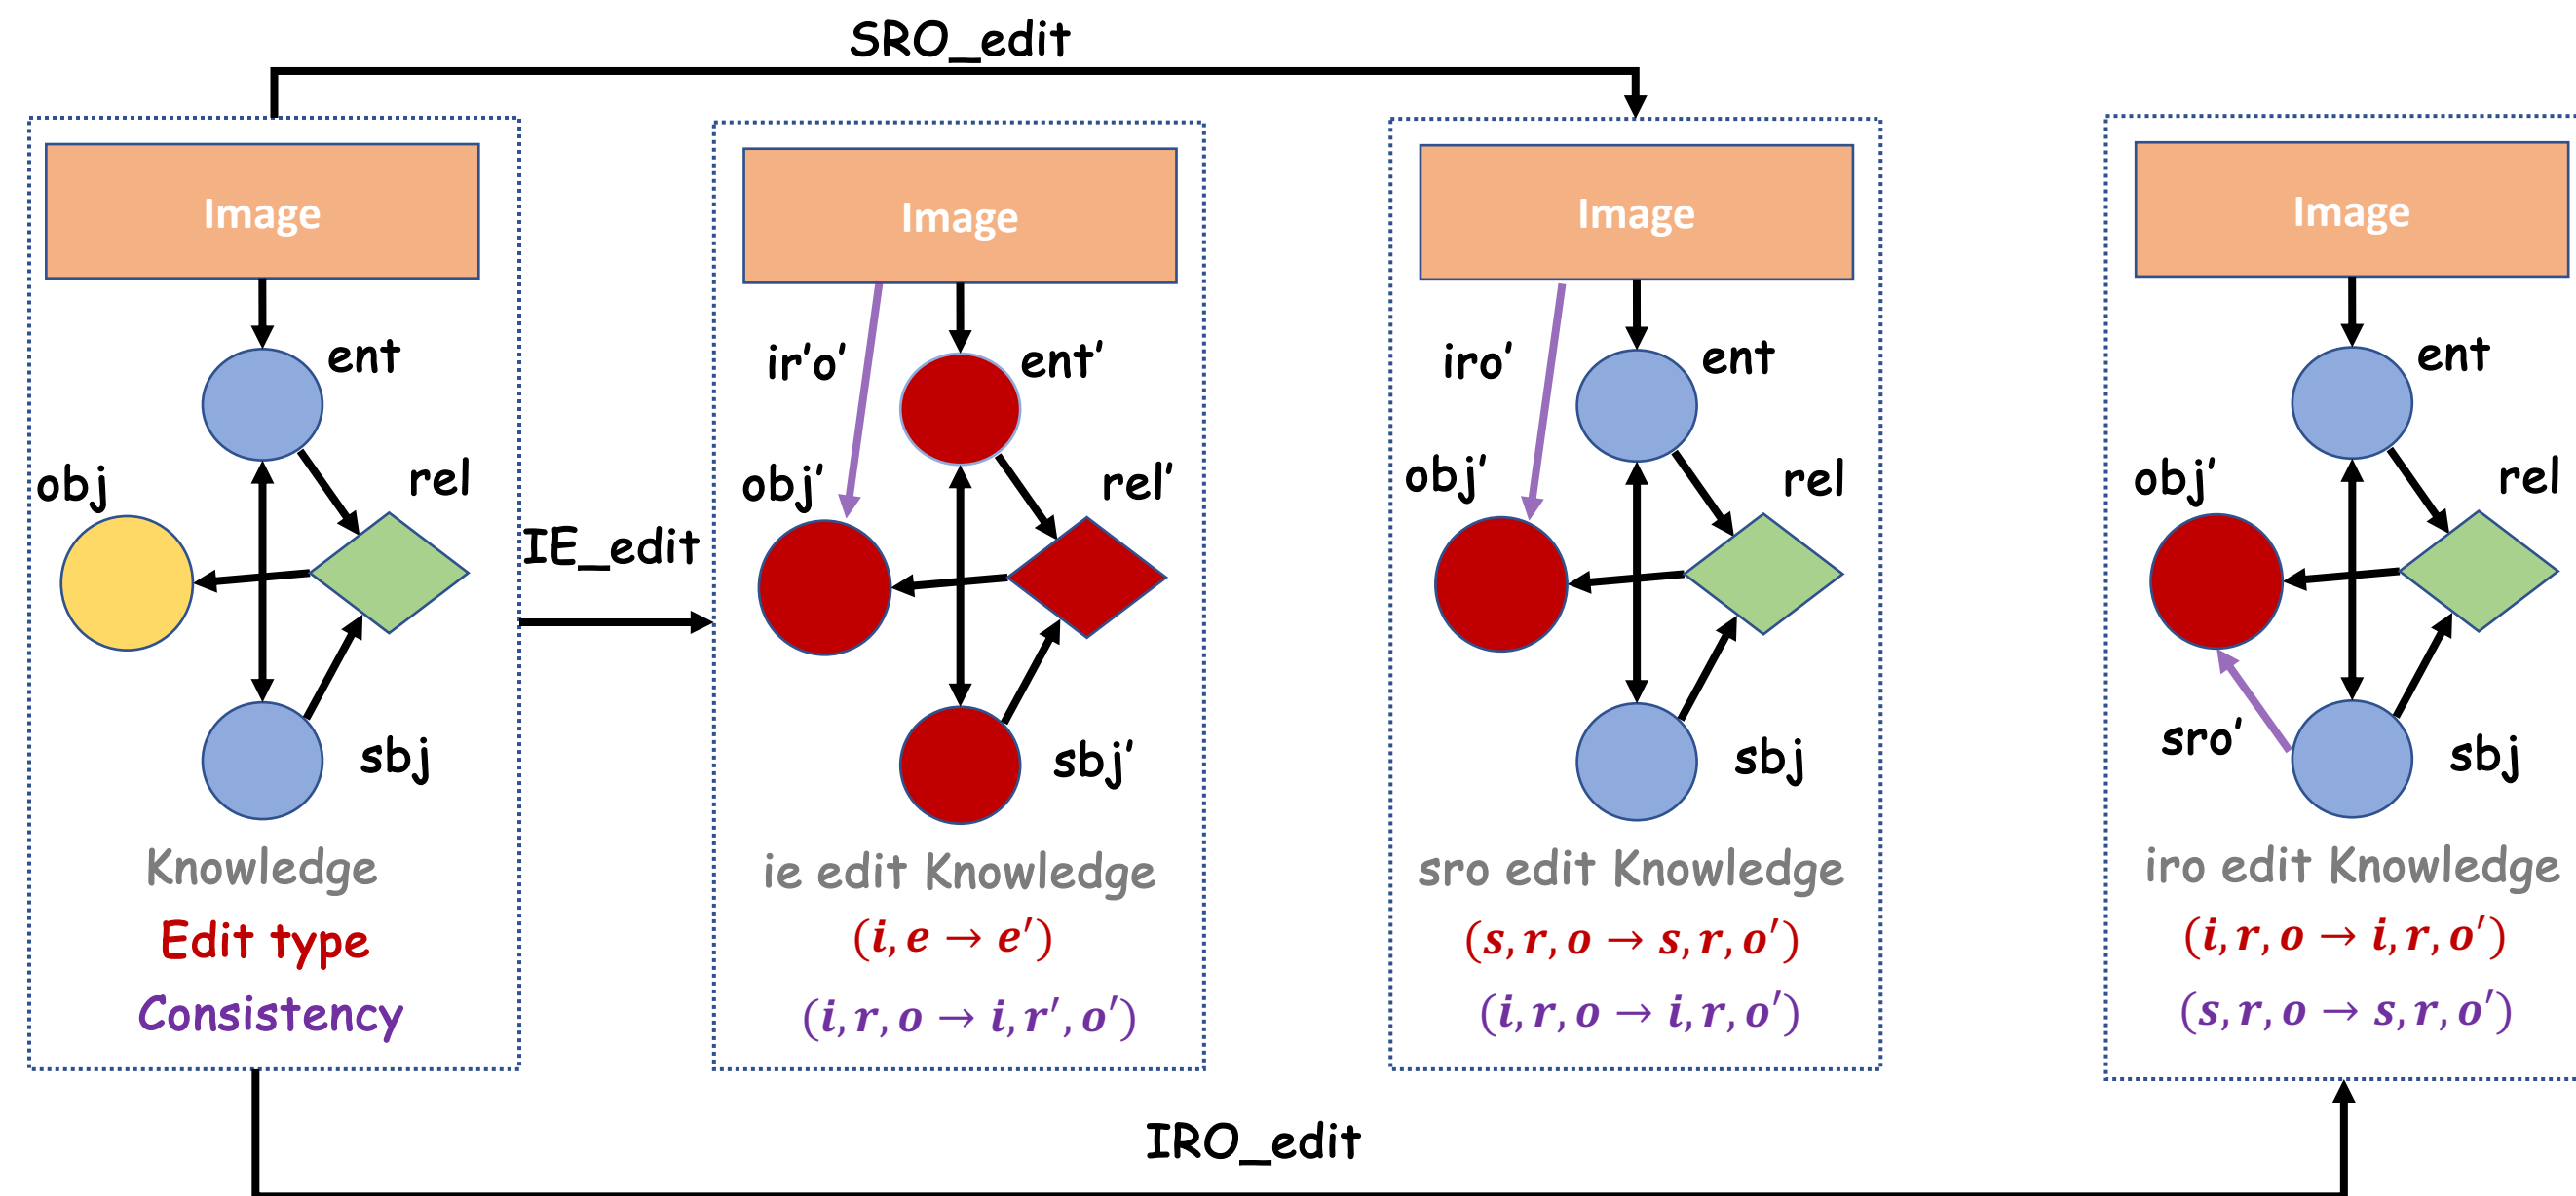 SRO_edit
Image
ent
obj
rel
sbj
Knowledge
Edit type
Consistency
IE_edit
Image
ir'o'
ent'
obj'
rel'
sbj'
ie edit Knowledge
(i, e → e')
(i, r, o → i, r', o')
Image
iro'
ent
obj'
rel
sbj
sro edit Knowledge
(s, r, o → s, r, o')
(i, r, o → i, r, o')
Image
ent
obj'
rel
sro'
sbj
iro edit Knowledge
(i, r, o → i, r, o')
(s, r, o → s, r, o')
IRO_edit